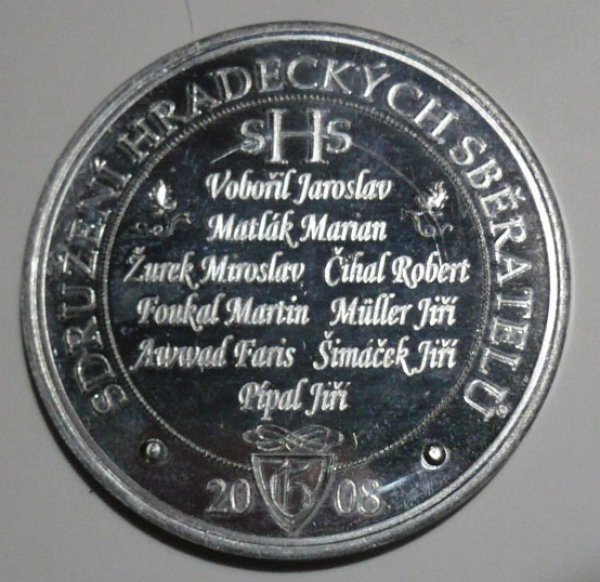 SDRUŽENÍ HRADECKÝCH SBĚRATELŮ
SHS
Vobořil Jaroslav
Matlák Marian
Žurek Miroslav Číhal Robert
Foukal Martin Müller Jiří
Awwad Faris Šimáček Jiří
Pípal Jiří
20 G 08